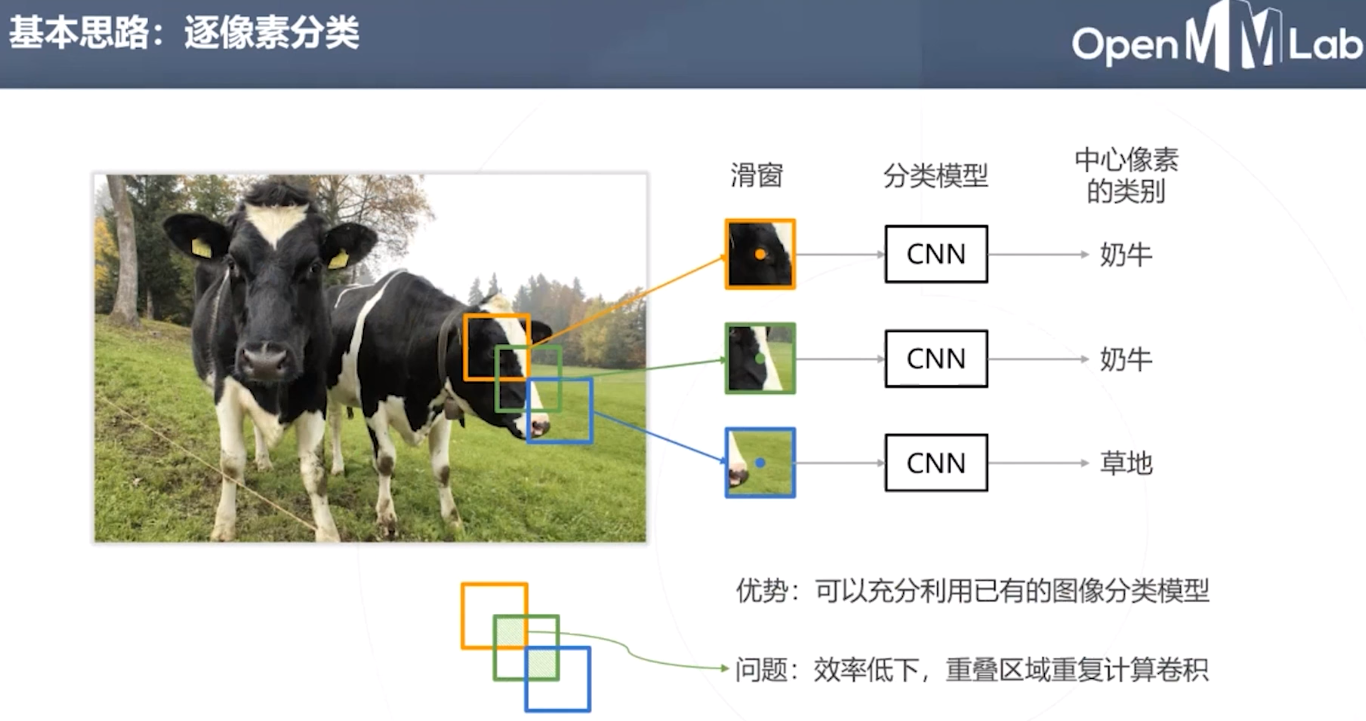 基本思路：逐像素分类
OpenMMLab
滑窗
分类模型
中心像素
的类别
CNN
奶牛
CNN
奶牛
CNN
草地
优势：可以充分利用已有的图像分类模型
问题：效率低下，重叠区域重复计算卷积